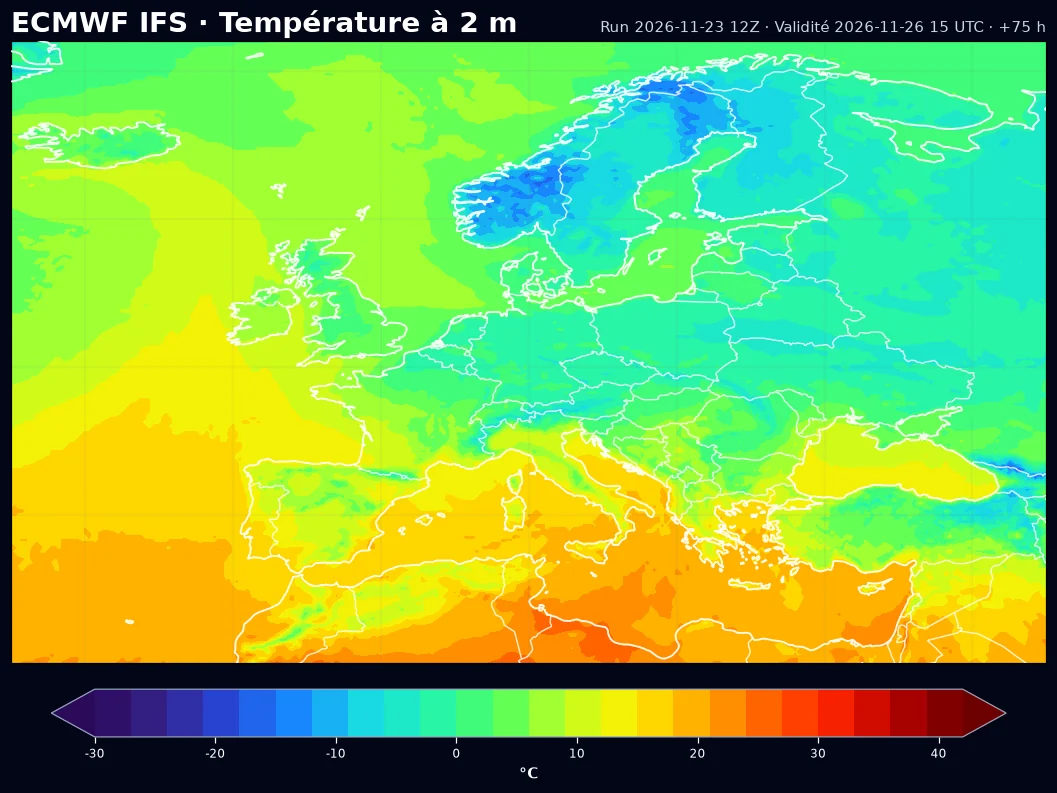 ECMWF IFS · Température à 2 m
Run 2026-11-23 12Z · Validité 2026-11-26 15 UTC · +75 h
-30 -20 -10 0 10 20 30 40
°C